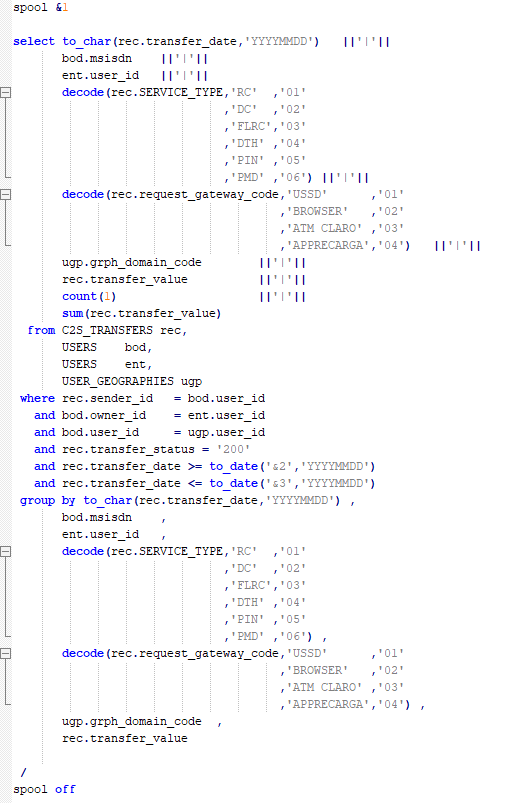 spool &1
select to_char(rec.transfer_date,'YYYYMMDD')   ||'|'||
       bod.msisdn    ||'|'||
       ent.user_id   ||'|'||
       decode(rec.SERVICE_TYPE,'RC'  ,'01'
                              ,'DC'  ,'02'
                              ,'FLRC','03'
                              ,'DTH' ,'04'
                              ,'PIN' ,'05'
                              ,'PMD' ,'06') ||'|'||
       decode(rec.request_gateway_code,'USSD'      ,'01'
                                      ,'BROWSER'   ,'02'
                                      ,'ATM CLARO' ,'03'
                                      ,'APPRECARGA','04')   ||'|'||
       ugp.grph_domain_code        ||'|'||
       rec.transfer_value          ||'|'||
       count(1)                    ||'|'||
       sum(rec.transfer_value)
  from C2S_TRANSFERS rec,
       USERS    bod,
       USERS    ent,
       USER_GEOGRAPHIES ugp
 where rec.sender_id   = bod.user_id
   and bod.owner_id    = ent.user_id
   and bod.user_id     = ugp.user_id
   and rec.transfer_status = '200'
   and rec.transfer_date >= to_date('&2','YYYYMMDD')
   and rec.transfer_date <= to_date('&3','YYYYMMDD')
 group by to_char(rec.transfer_date,'YYYYMMDD') ,
       bod.msisdn    ,
       ent.user_id   ,
       decode(rec.SERVICE_TYPE,'RC'  ,'01'
                              ,'DC'  ,'02'
                              ,'FLRC','03'
                              ,'DTH' ,'04'
                              ,'PIN' ,'05'
                              ,'PMD' ,'06') ,
       decode(rec.request_gateway_code,'USSD'      ,'01'
                                      ,'BROWSER'   ,'02'
                                      ,'ATM CLARO' ,'03'
                                      ,'APPRECARGA','04') ,
       ugp.grph_domain_code  ,
       rec.transfer_value
 /
spool off